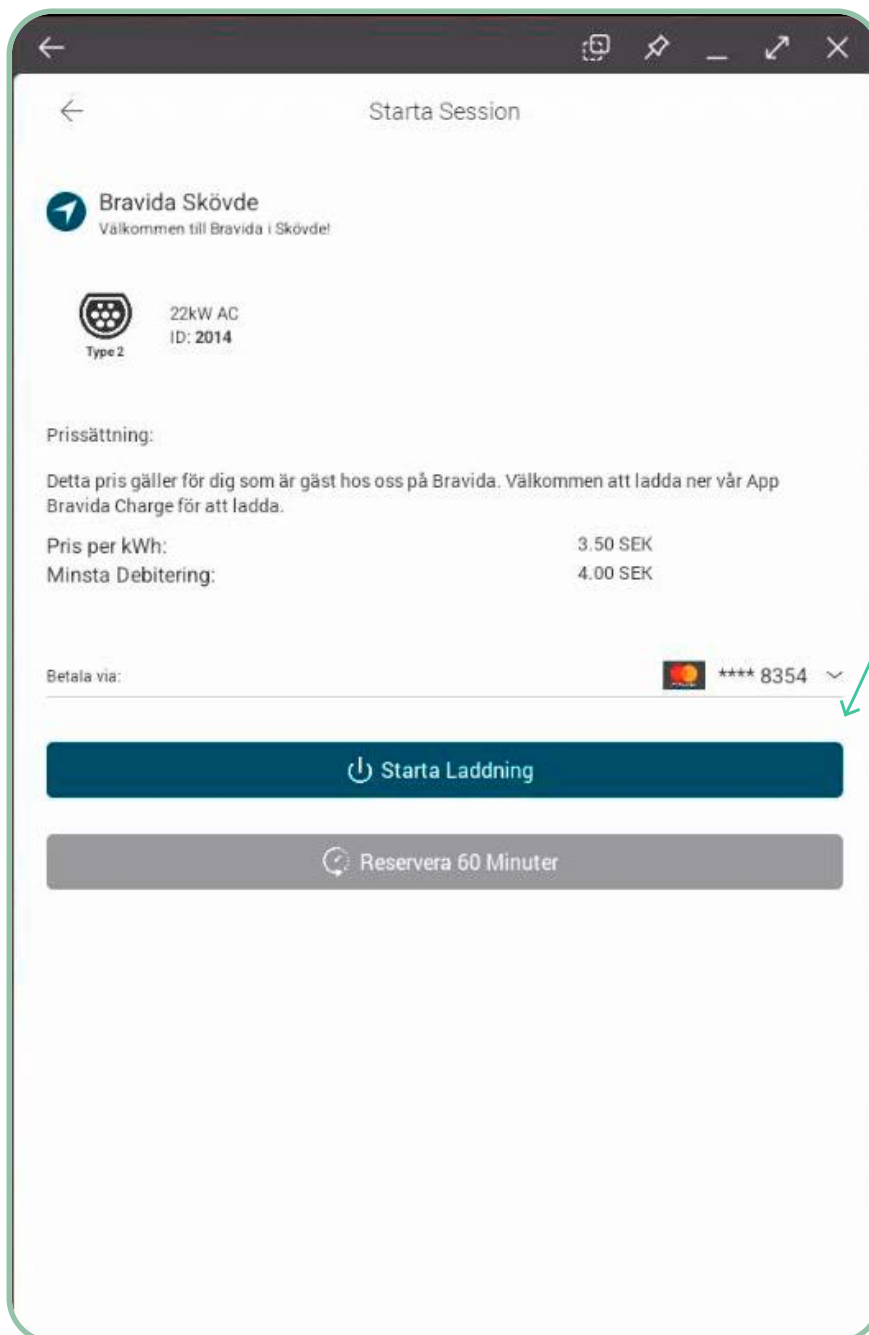 Starta Session
Bravida Skövde
Välkommen till Bravida i Skövde!
22kW AC
ID: 2014
Type 2
Prissättning:
Detta pris gäller för dig som är gäst hos oss på Bravida. Välkommen att ladda ner vår App
Bravida Charge för att ladda.
Pris per kWh: 3.50 SEK
Minsta Debitering: 4.00 SEK
Betala via: **** 8354
Starta Laddning
Reservera 60 Minuter